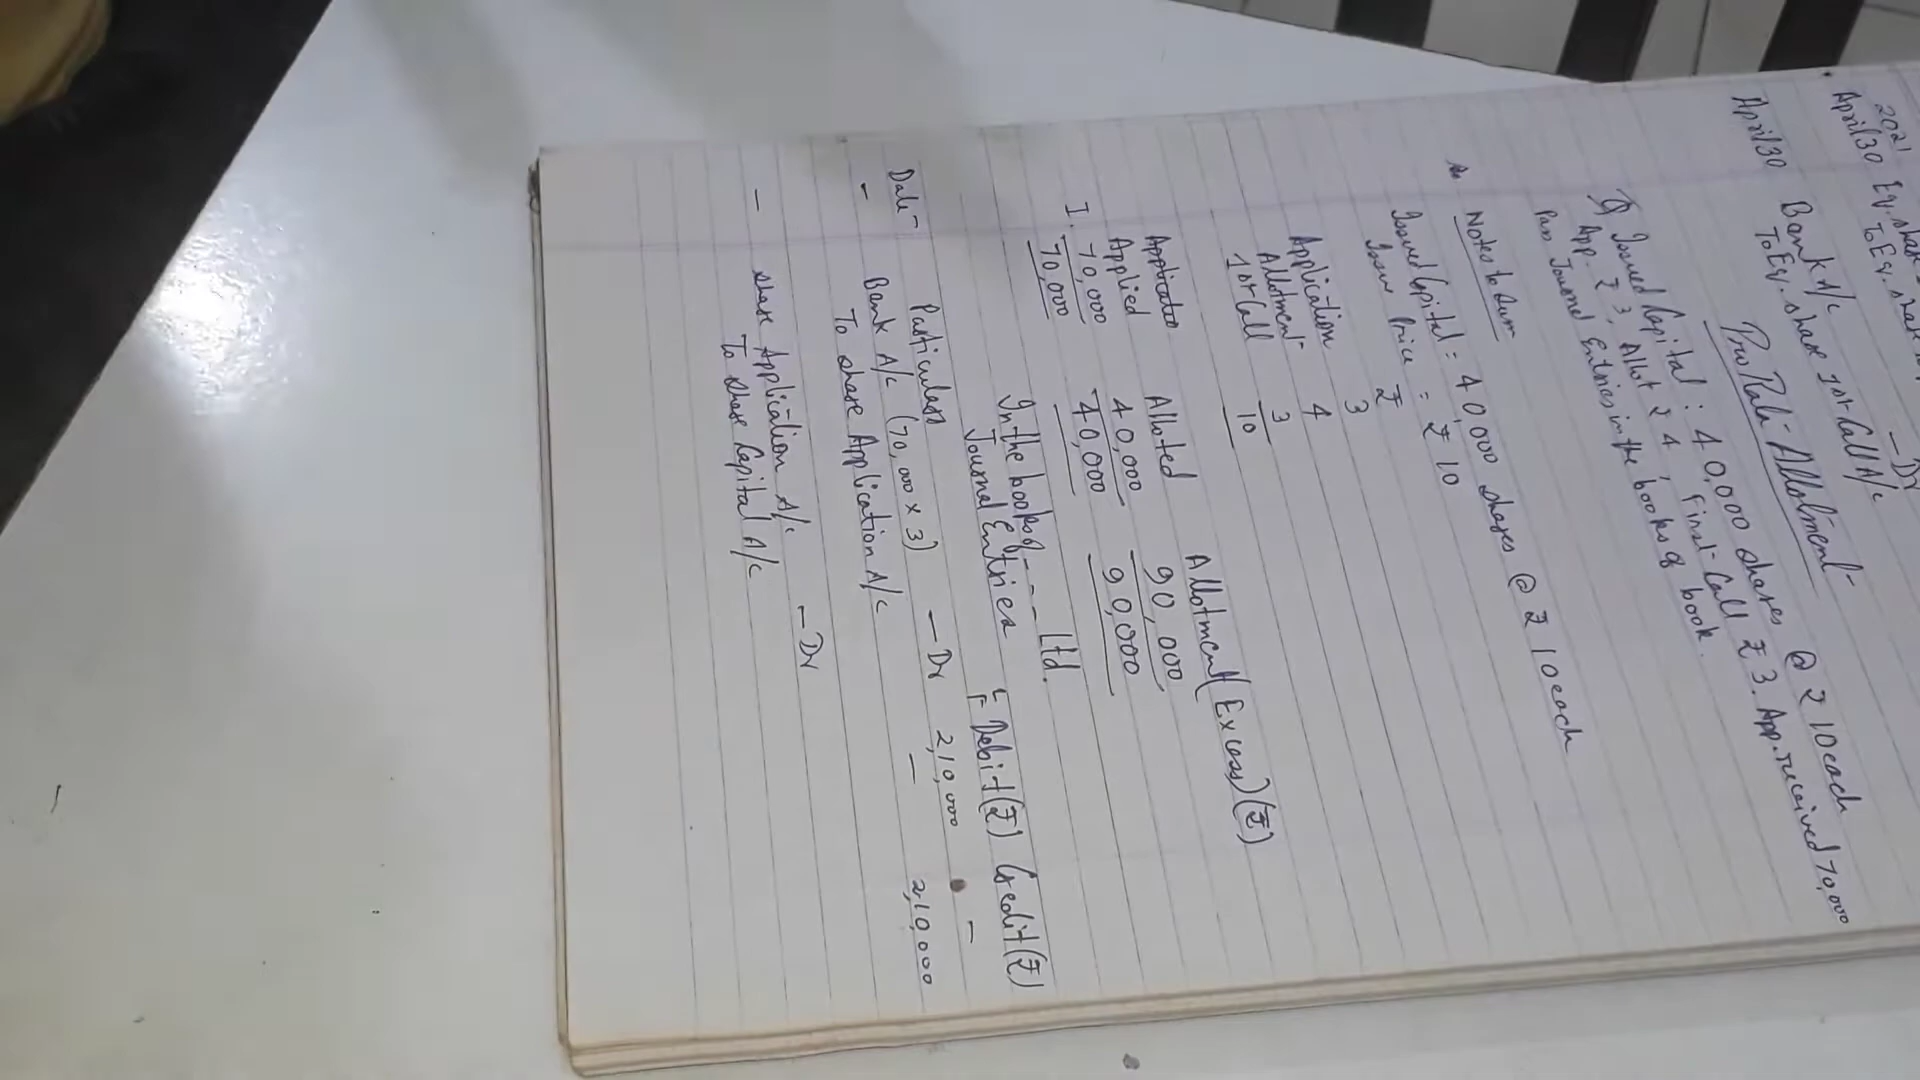 2021
April 30 Eq. share
To Eq. share
April 30 Bank A/c — Dr
To Eq. share 1st Call A/c
Pro Rata Allotment
Q Issued Capital : 40,000 shares @ ₹ 10 each
App. ₹ 3, Allot ₹ 4, First Call ₹ 3. App. received 70,000
Pass Journal Entries in the books of book.
Notes to Sum
Issued Capital : 40,000 shares @ ₹ 10 each
Issue Price = ₹ 10
₹
Application 3
Allotment 4
1st Call 3
10
Allotment (Excess) (₹)
Applied Alloted
I. 70,000 40,000 90,000
70,000 40,000 90,000
In the books of - - - Ltd.
Journal Entries
Date Particulars LF Debit (₹) Credit (₹)
- Bank A/c (70,000 x 3) — Dr 2,10,000 -
To share Application A/c - 2,10,000
- share Application A/c — Dr
To share Capital A/c